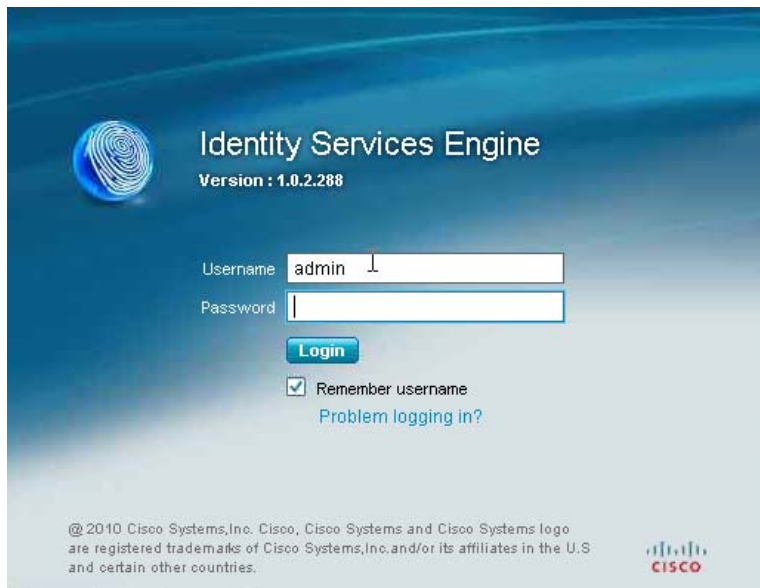 Identity Services Engine
Version : 1.0.2.288
Username admin
Password
Login
Remember username
Problem logging in?
@ 2010 Cisco Systems,Inc. Cisco, Cisco Systems and Cisco Systems logo
are registered trademarks of Cisco Systems,Inc.and/or its affiliates in the U.S
and certain other countries.
CISCO